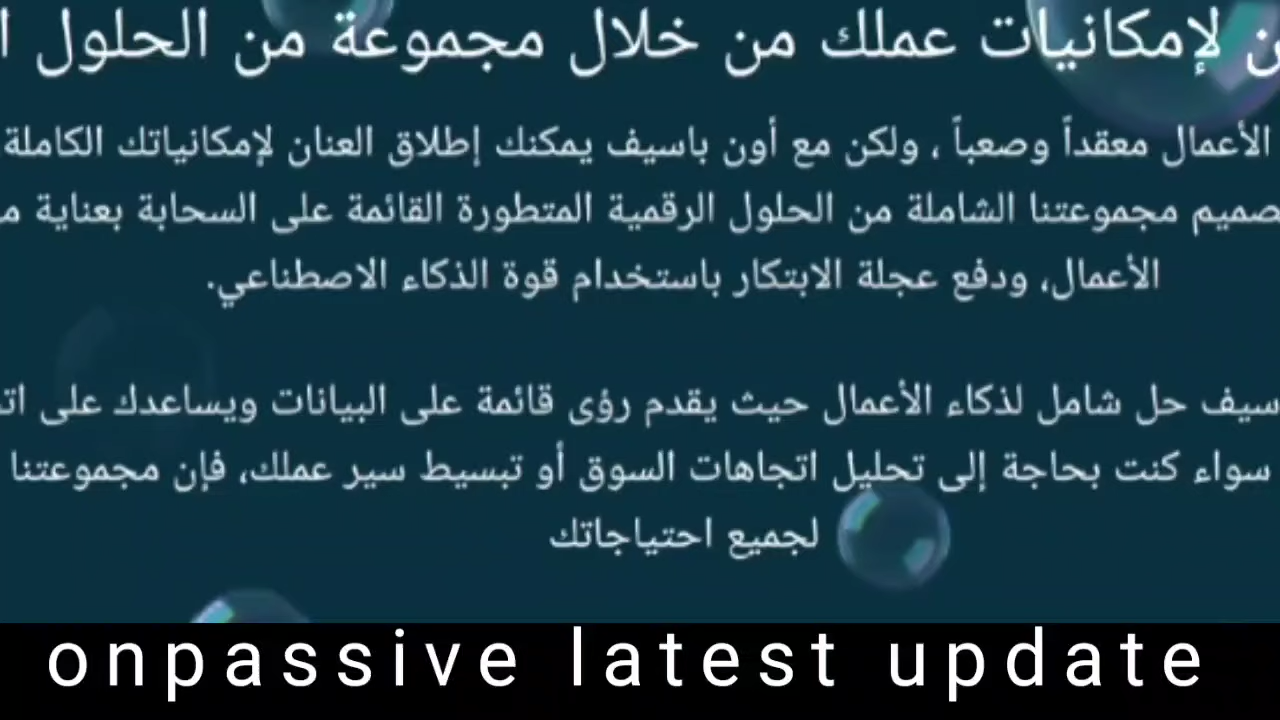 لإمكانيات عملك من خلال مجموعة من الحلول
الأعمال معقداً وصعباً ، ولكن مع أون باسيف يمكنك إطلاق العنان لإمكانياتك الكاملة
مجموعتنا الشاملة من الحلول الرقمية المتطورة القائمة على السحابة بعناية
الأعمال، ودفع عجلة الابتكار باستخدام قوة الذكاء الاصطناعي.
حل شامل لذكاء الأعمال حيث يقدم رؤى قائمة على البيانات ويساعدك على
سواء كنت بحاجة إلى تحليل اتجاهات السوق أو تبسيط سير عملك، فإن مجموعتنا
لجميع احتياجاتك
onpassive latest update